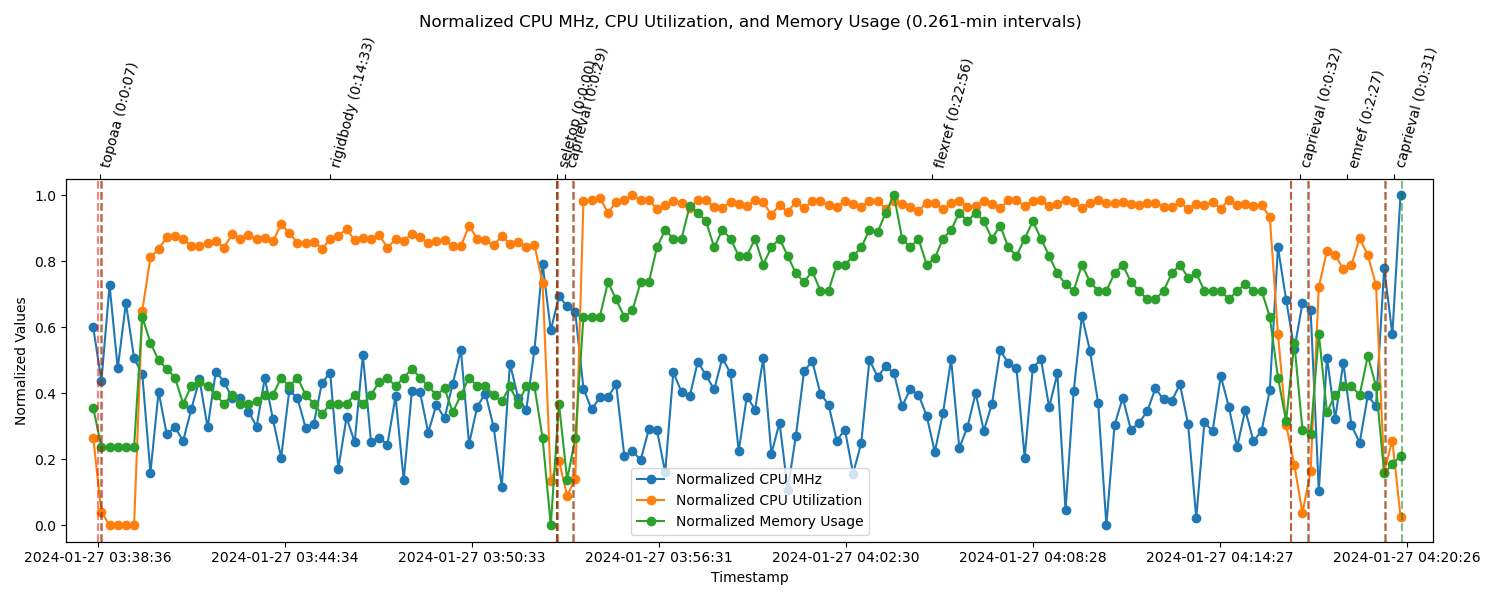 Normalized CPU MHz, CPU Utilization, and Memory Usage (0.261-min intervals)
topoaa (0:0:07)
rigidbody (0:14:33)
seletop (0:0:00)
caprieval (0:0:29)
flexref (0:22:56)
caprieval (0:0:32)
emref (0:2:27)
caprieval (0:0:31)
Normalized Values
1.0
0.8
0.6
0.4
0.2
0.0
Normalized CPU MHz
Normalized CPU Utilization
Normalized Memory Usage
2024-01-27 03:38:36
2024-01-27 03:44:34
2024-01-27 03:50:33
2024-01-27 03:56:31
2024-01-27 04:02:30
2024-01-27 04:08:28
2024-01-27 04:14:27
2024-01-27 04:20:26
Timestamp